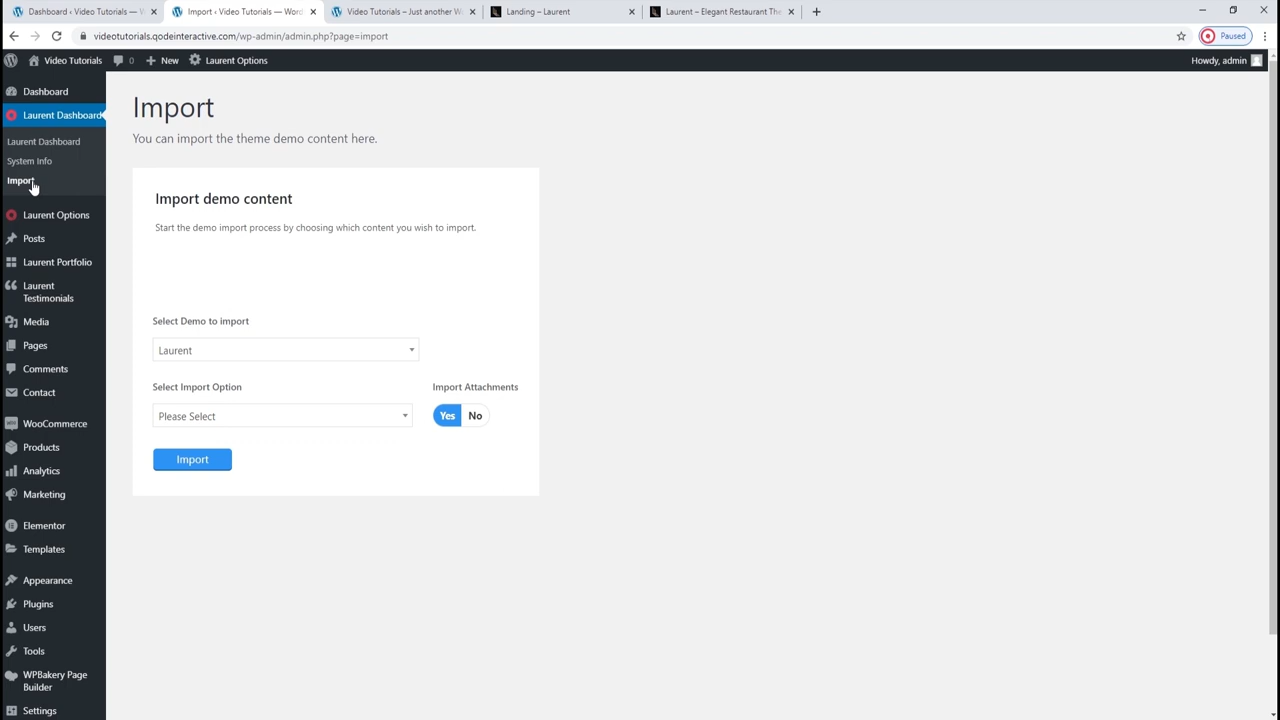 Dashboard ‹ Video Tutorials — W
Import ‹ Video Tutorials — Word
Video Tutorials – Just another W
Landing – Laurent
Laurent – Elegant Restaurant The
videotutorials.qodeinteractive.com/wp-admin/admin.php?page=import
Paused
Video Tutorials
0
New
Laurent Options
Howdy, admin
Dashboard
Laurent Dashboard
Laurent Dashboard
System Info
Import
Laurent Options
Posts
Laurent Portfolio
Laurent
Testimonials
Media
Pages
Comments
Contact
WooCommerce
Products
Analytics
Marketing
Elementor
Templates
Appearance
Plugins
Users
Tools
WPBakery Page
Builder
Settings
Import
You can import the theme demo content here.
Import demo content
Start the demo import process by choosing which content you wish to import.
Select Demo to import
Laurent
Select Import Option
Import Attachments
Please Select
Yes
No
Import